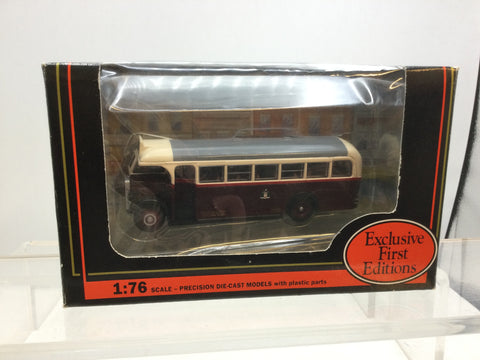 Exclusive
First
Editions
1:76 SCALE – PRECISION DIE-CAST MODELS with plastic parts